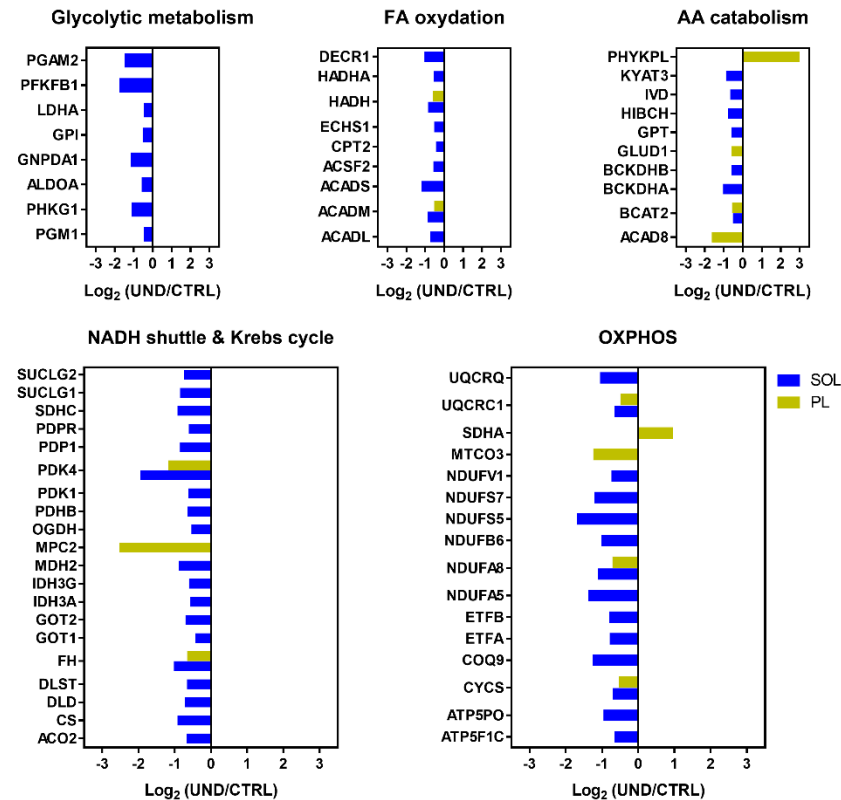 Glycolytic metabolism
PGAM2
PFKFB1
LDHA
GPI
GNPDA1
ALDOA
PHKG1
PGM1
-3 -2 -1 0 1 2 3
Log2 (UND/CTRL)
FA oxydation
DECR1
HADHA
HADH
ECHS1
CPT2
ACSF2
ACADS
ACADM
ACADL
-3 -2 -1 0 1 2 3
Log2 (UND/CTRL)
AA catabolism
PHYKPL
KYAT3
IVD
HIBCH
GPT
GLUD1
BCKDHB
BCKDHA
BCAT2
ACAD8
-3 -2 -1 0 1 2 3
Log2 (UND/CTRL)
NADH shuttle & Krebs cycle
SUCLG2
SUCLG1
SDHC
PDPR
PDP1
PDK4
PDK1
PDHB
OGDH
MPC2
MDH2
IDH3G
IDH3A
GOT2
GOT1
FH
DLST
DLD
CS
ACO2
-3 -2 -1 0 1 2 3
Log2 (UND/CTRL)
OXPHOS
UQCRQ
UQCRC1
SDHA
MTCO3
NDUFV1
NDUFS7
NDUFS5
NDUFB6
NDUFA8
NDUFA5
ETFB
ETFA
COQ9
CYCS
ATP5PO
ATP5F1C
-3 -2 -1 0 1 2 3
Log2 (UND/CTRL)
SOL
PL